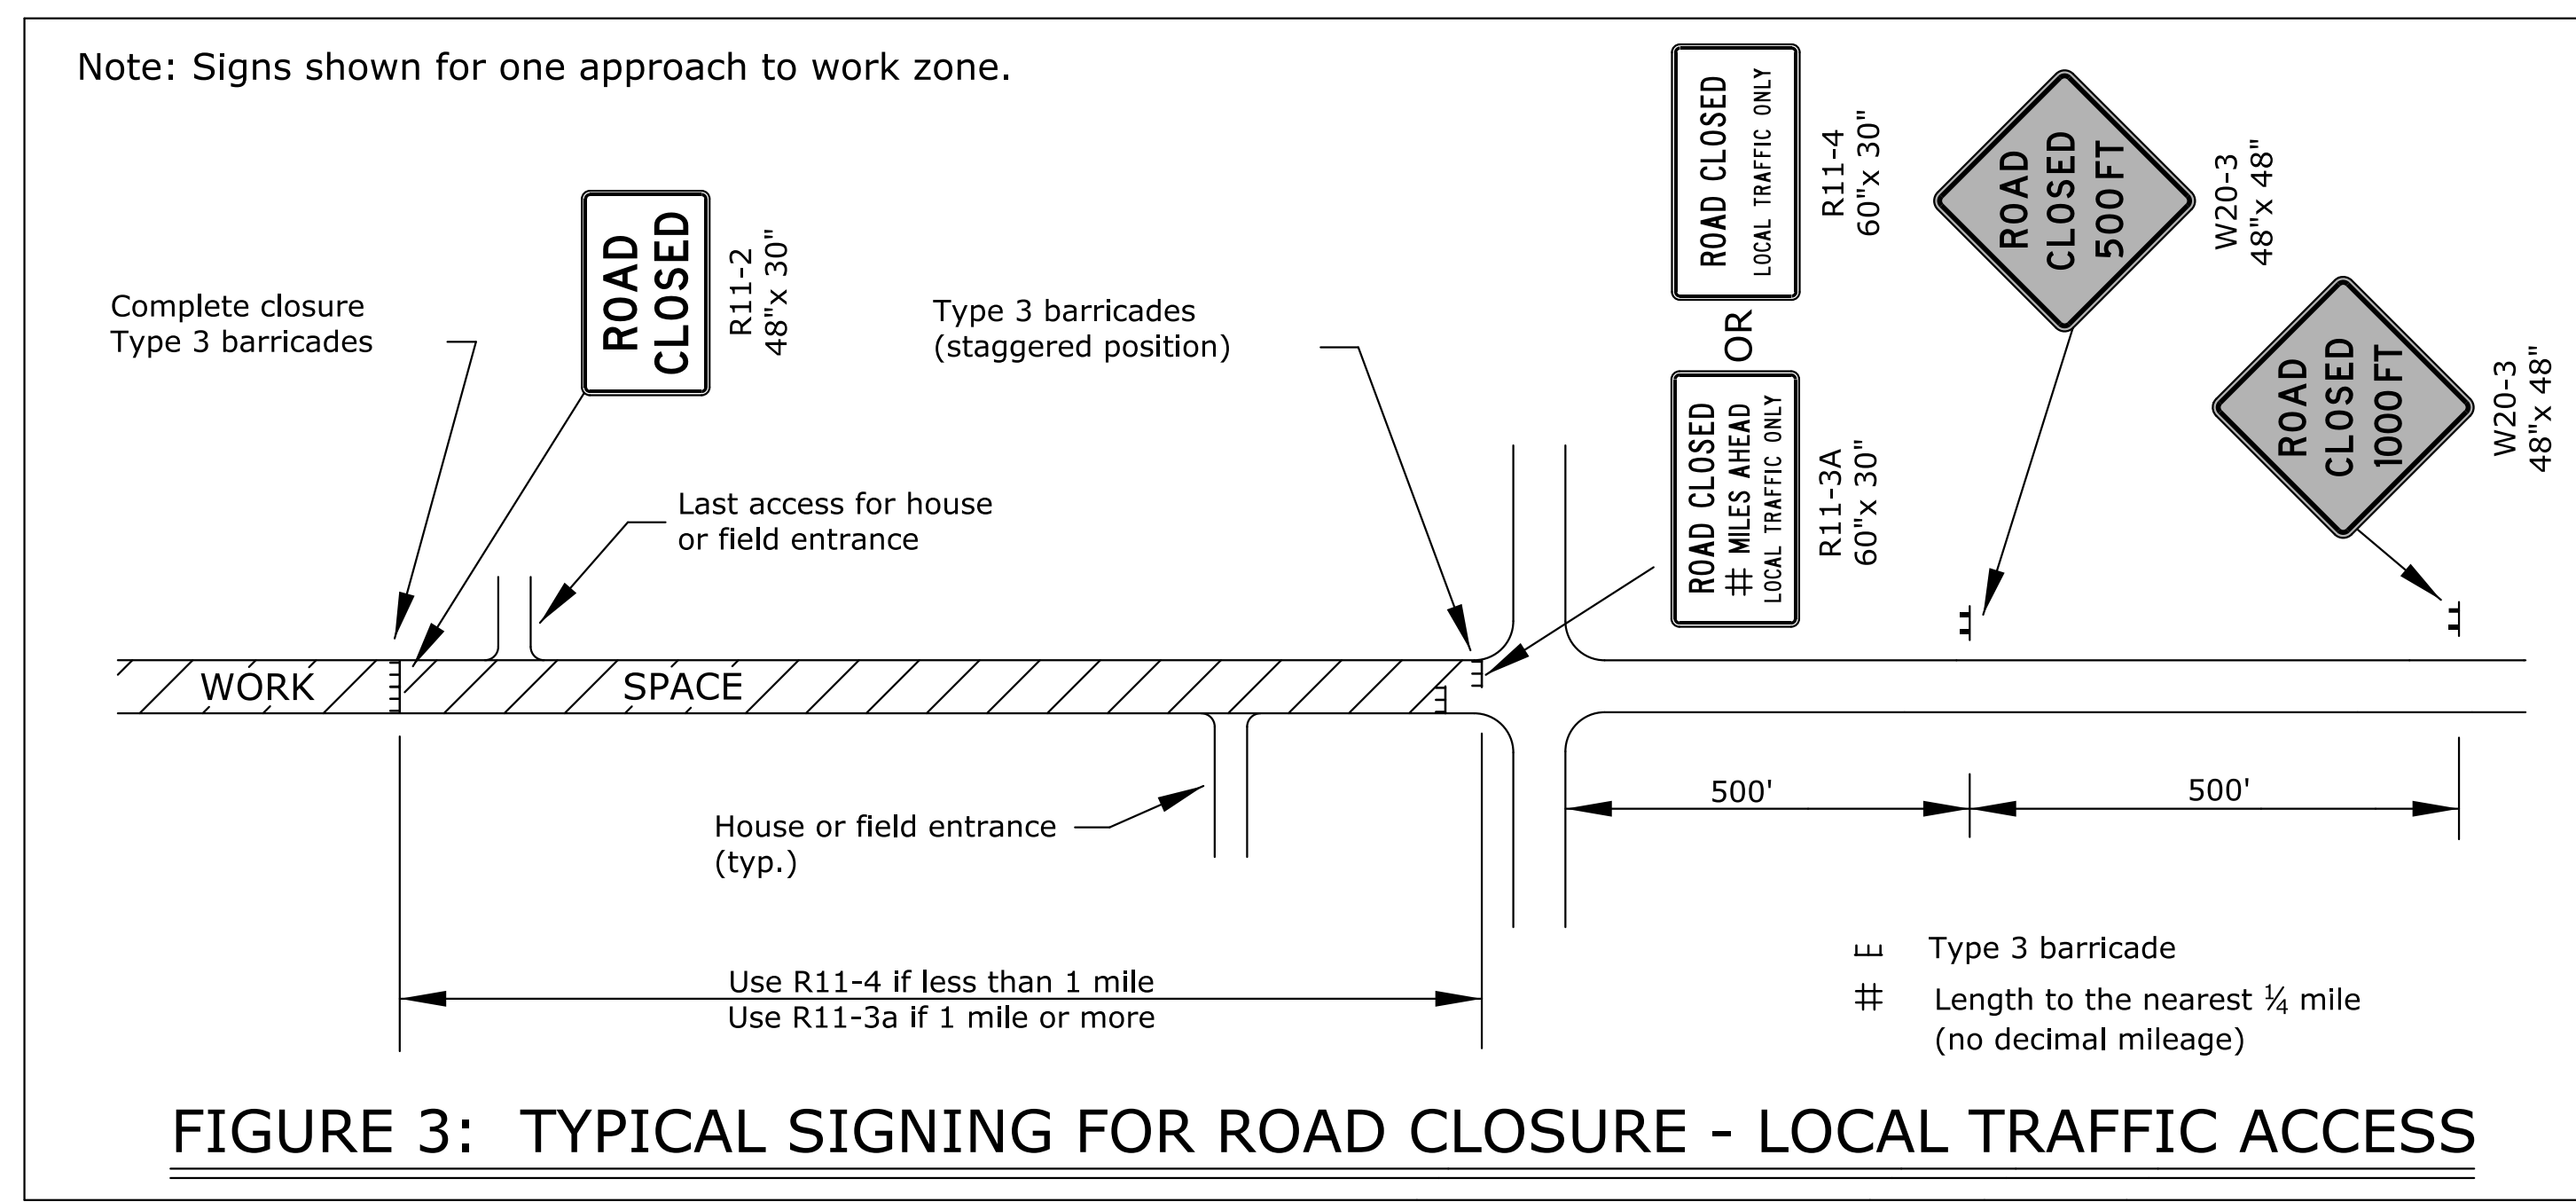 Note: Signs shown for one approach to work zone.
Complete closure
Type 3 barricades
ROAD
CLOSED
R11-2
48"x 30"
Type 3 barricades
(staggered position)
ROAD CLOSED
LOCAL TRAFFIC ONLY
R11-4
60"x 30"
OR
ROAD CLOSED
# MILES AHEAD
LOCAL TRAFFIC ONLY
R11-3A
60"x 30"
ROAD
CLOSED
500FT
W20-3
48"x 48"
ROAD
CLOSED
1000FT
W20-3
48"x 48"
Last access for house
or field entrance
WORK
SPACE
House or field entrance
(typ.)
500'
500'
Use R11-4 if less than 1 mile
Use R11-3a if 1 mile or more
Type 3 barricade
# Length to the nearest ¼ mile
(no decimal mileage)
FIGURE 3: TYPICAL SIGNING FOR ROAD CLOSURE - LOCAL TRAFFIC ACCESS